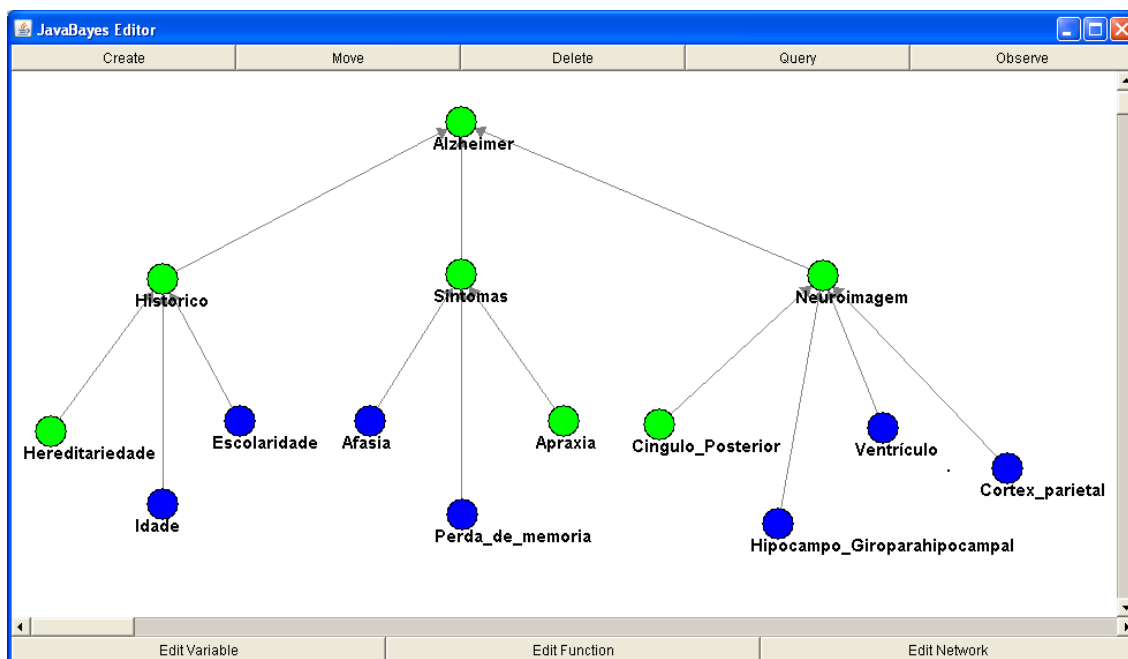 JavaBayes Editor
Create Move Delete Query Observe
Alzheimer
Histórico Sintomas Neuroimagem
Hereditariedade Escolaridade Afasia Apraxia Cingulo_Posterior Ventrículo
Cortex_parietal
Idade Perda_de_memoria Hipocampo_Giroparahipocampal
Edit Variable Edit Function Edit Network